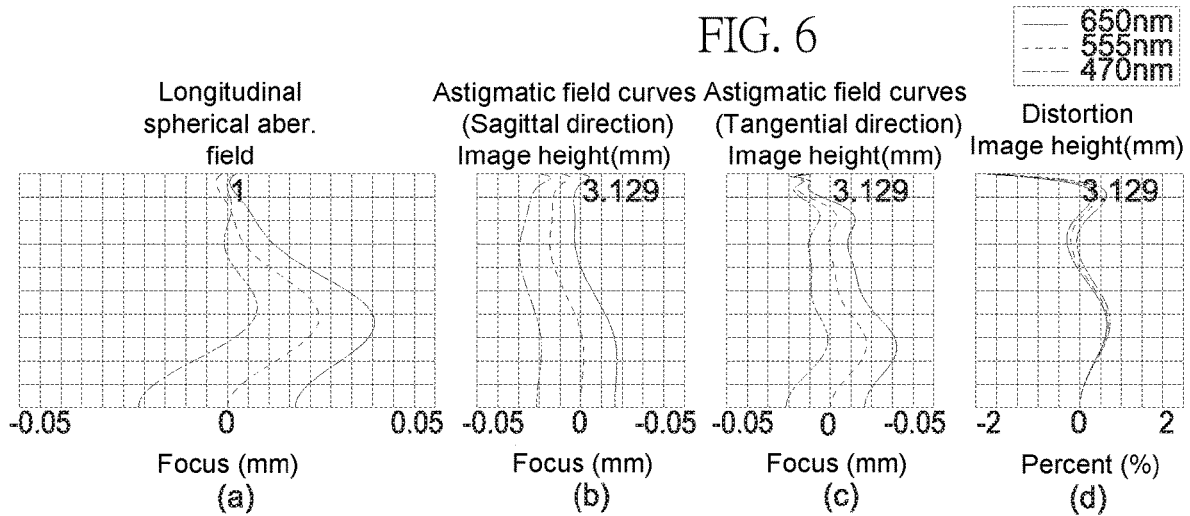 FIG. 6
650nm
555nm
470nm
Longitudinal
spherical aber.
field
1
-0.05 0 0.05
Focus (mm)
(a)
Astigmatic field curves
(Sagittal direction)
Image height(mm)
3.129
-0.05 0 -0.05
Focus (mm)
(b)
Astigmatic field curves
(Tangential direction)
Image height(mm)
3.129
-0.05 0 -0.05
Focus (mm)
(c)
Distortion
Image height(mm)
3.129
-2 0 2
Percent (%)
(d)